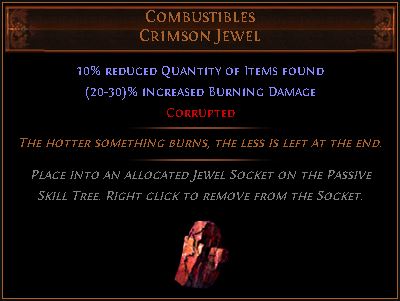 Combustibles
Crimson Jewel
10% reduced Quantity of Items found
(20-30)% increased Burning Damage
Corrupted
The hotter something burns, the less is left at the end.
Place into an allocated Jewel Socket on the Passive
Skill Tree. Right click to remove from the Socket.